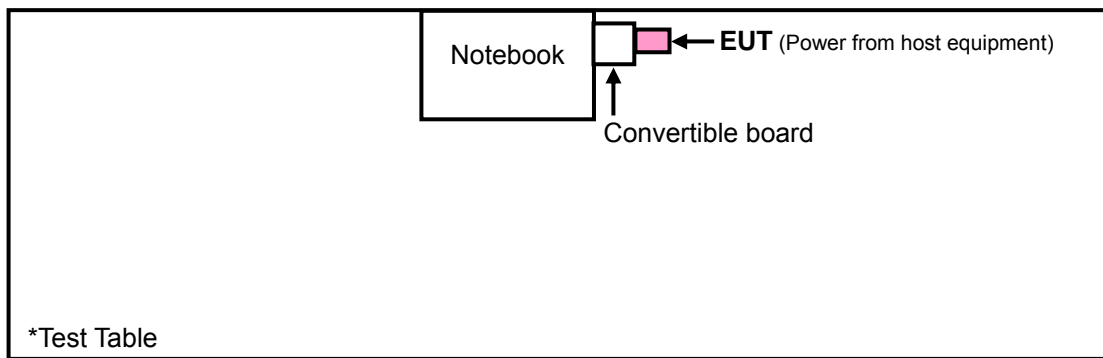 Notebook
EUT (Power from host equipment)
Convertible board
*Test Table